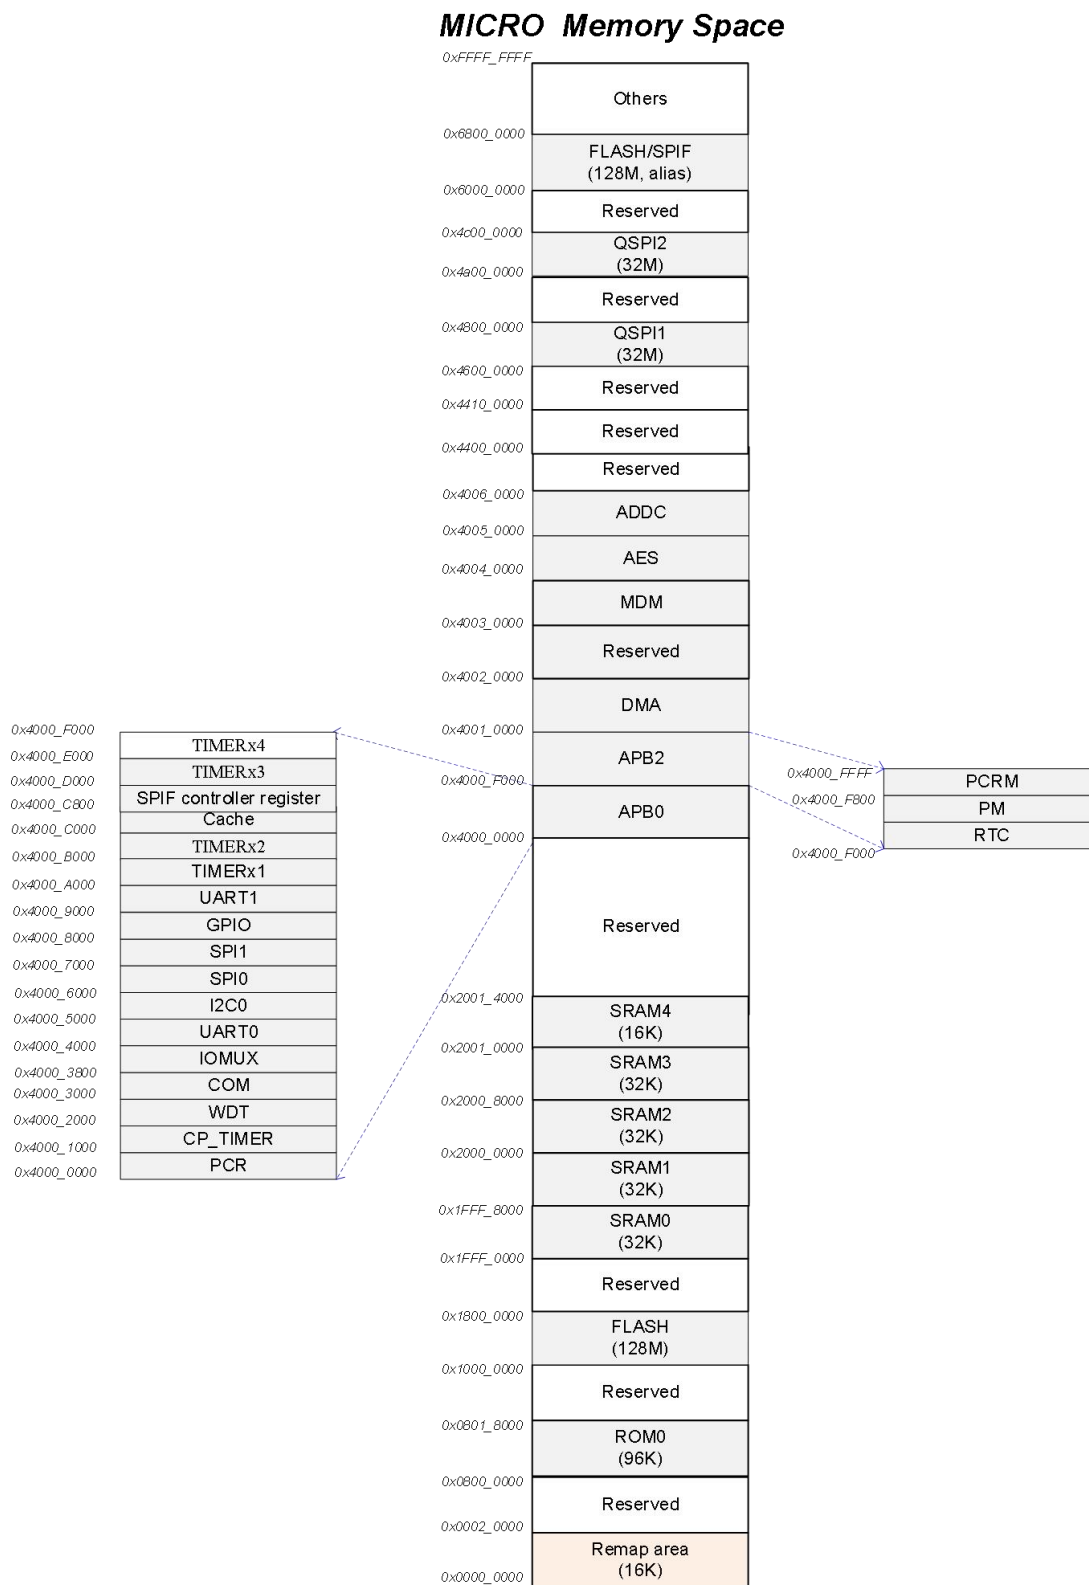 MICRO Memory Space
0xFFFF_FFFF
Others
0x6800_0000
FLASH/SPIF
(128M, alias)
0x6000_0000
Reserved
0x4c00_0000
QSPI2
(32M)
0x4a00_0000
Reserved
0x4800_0000
QSPI1
(32M)
0x4600_0000
Reserved
0x4410_0000
Reserved
0x4400_0000
Reserved
0x4006_0000
ADDC
0x4005_0000
AES
0x4004_0000
MDM
0x4003_0000
Reserved
0x4002_0000
DMA
0x4001_0000
APB2
0x4000_F000
APB0
0x4000_0000
Reserved
0x2001_4000
SRAM4
(16K)
0x2001_0000
SRAM3
(32K)
0x2000_8000
SRAM2
(32K)
0x2000_0000
SRAM1
(32K)
0x1FFF_8000
SRAM0
(32K)
0x1FFF_0000
Reserved
0x1800_0000
FLASH
(128M)
0x1000_0000
Reserved
0x0801_8000
ROM0
(96K)
0x0800_0000
Reserved
0x0002_0000
Remap area
(16K)
0x0000_0000
0x4000_F000
TIMERx4
0x4000_E000
TIMERx3
0x4000_D000
SPIF controller register
0x4000_C800
Cache
0x4000_C000
TIMERx2
0x4000_B000
TIMERx1
0x4000_A000
UART1
0x4000_9000
GPIO
0x4000_8000
SPI1
0x4000_7000
SPI0
0x4000_6000
I2C0
0x4000_5000
UART0
0x4000_4000
IOMUX
0x4000_3800
COM
0x4000_3000
WDT
0x4000_2000
CP_TIMER
0x4000_1000
PCR
0x4000_0000
0x4000_FFFF
PCRM
0x4000_F800
PM
RTC
0x4000_F000